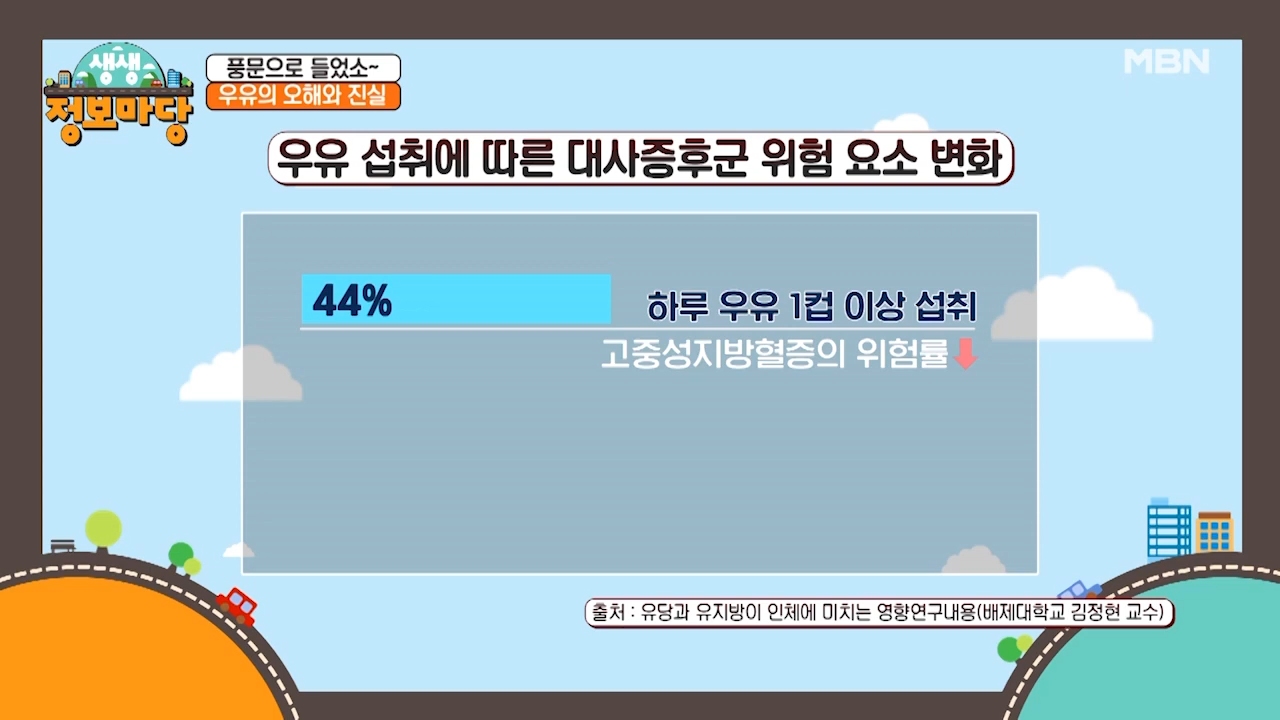 생생
정보마당
풍문으로 들었소~
우유의 오해와 진실
MBN
우유 섭취에 따른 대사증후군 위험 요소 변화
44%
하루 우유 1컵 이상 섭취
고중성지방혈증의 위험률
출처 : 유당과 유지방이 인체에 미치는 영향연구내용(배제대학교 김정현 교수)